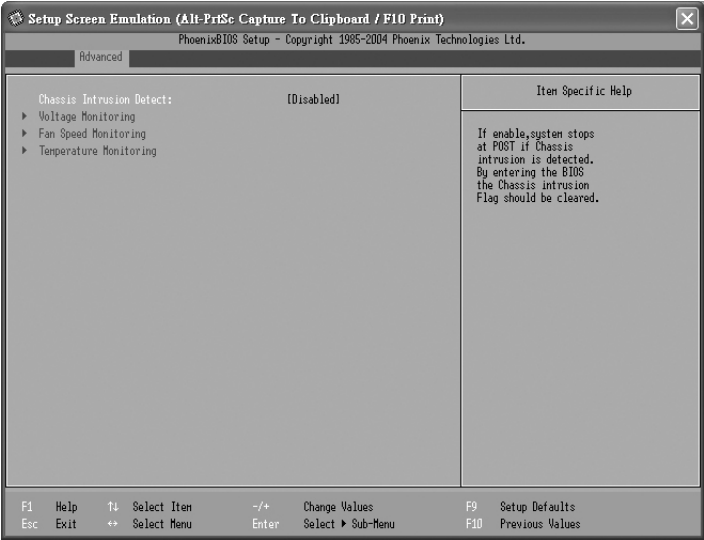 Setup Screen Emulation (Alt-PrtSc Capture To Clipboard / F10 Print)
PhoenixBIOS Setup - Copyright 1985-2004 Phoenix Technologies Ltd.
Advanced
Chassis Intrusion Detect: [Disabled]
Voltage Monitoring
Fan Speed Monitoring
Temperature Monitoring
Item Specific Help
If enable,system stops
at POST if Chassis
intrusion is detected.
By entering the BIOS
the Chassis intrusion
Flag should be cleared.
F1 Help ↑↓ Select Item -/+ Change Values F9 Setup Defaults
Esc Exit ↔ Select Menu Enter Select ▶ Sub-Menu F10 Previous Values